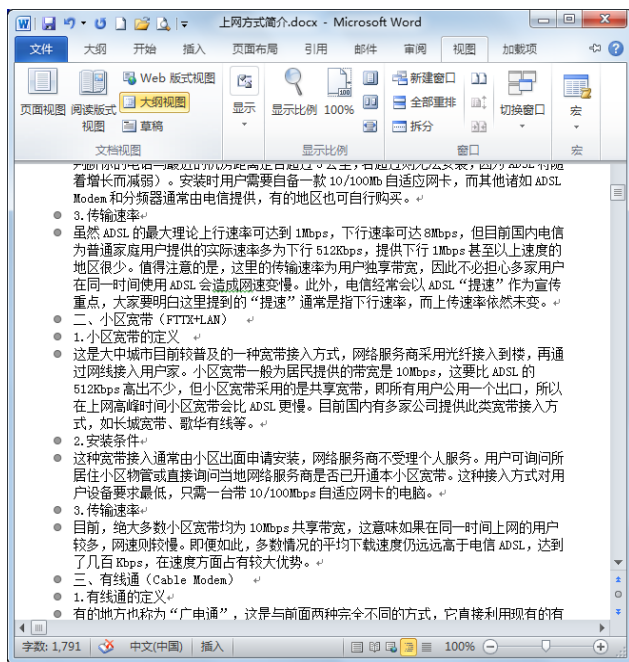 上网方式简介.docx - Microsoft Word
文件 大纲 开始 插入 页面布局 引用 邮件 审阅 视图 加载项
页面视图 阅读版式视图 Web 版式视图 大纲视图 草稿 显示 显示比例 100% 新建窗口 全部重排 拆分 切换窗口 宏
文档视图 显示比例 窗口 宏
着增长而减弱）。安装时用户需要自备一款 10/100Mb 自适应网卡，而其他诸如 ADSL
Modem 和分频器通常由电信提供，有的地区也可自行购买。
3.传输速率
虽然 ADSL 的最大理论上行速率可达到 1Mbps，下行速率可达 8Mbps，但目前国内电信
为普通家庭用户提供的实际速率多为下行 512Kbps，提供下行 1Mbps 甚至以上速度的
地区很少。值得注意的是，这里的传输速率为用户独享带宽，因此不必担心多家用户
在同一时间使用 ADSL 会造成网速变慢。此外，电信经常会以 ADSL“提速”作为宣传
重点，大家要明白这里提到的“提速”通常是指下行速率，而上传速率依然未变。
二、小区宽带（FTTX+LAN）
1.小区宽带的定义
这是大中城市目前较普及的一种宽带接入方式，网络服务商采用光纤接入到楼，再通
过网线接入用户家。小区宽带一般为居民提供的带宽是 10Mbps，这要比 ADSL 的
512Kbps 高出不少，但小区宽带采用的是共享宽带，即所有用户公用一个出口，所以
在上网高峰时间小区宽带会比 ADSL 更慢。目前国内有多家公司提供此类宽带接入方
式，如长城宽带、歌华有线等。
2.安装条件
这种宽带接入通常由小区出面申请安装，网络服务商不受理个人服务。用户可询问所
居住小区物管或直接询问当地网络服务商是否已开通本小区宽带。这种接入方式对用
户设备要求最低，只需一台带 10/100Mbps 自适应网卡的电脑。
3.传输速率
目前，绝大多数小区宽带均为 10Mbps 共享带宽，这意味如果在同一时间上网的用户
较多，网速则较慢。即便如此，多数情况的平均下载速度仍远远高于电信 ADSL，达到
了几百 Kbps，在速度方面占有较大优势。
三、有线通（Cable Modem）
1.有线通的定义
有的地方也称为“广电通”，这是与前面两种完全不同的方式，它直接利用现有的有
字数: 1,791 中文(中国) 插入 100%